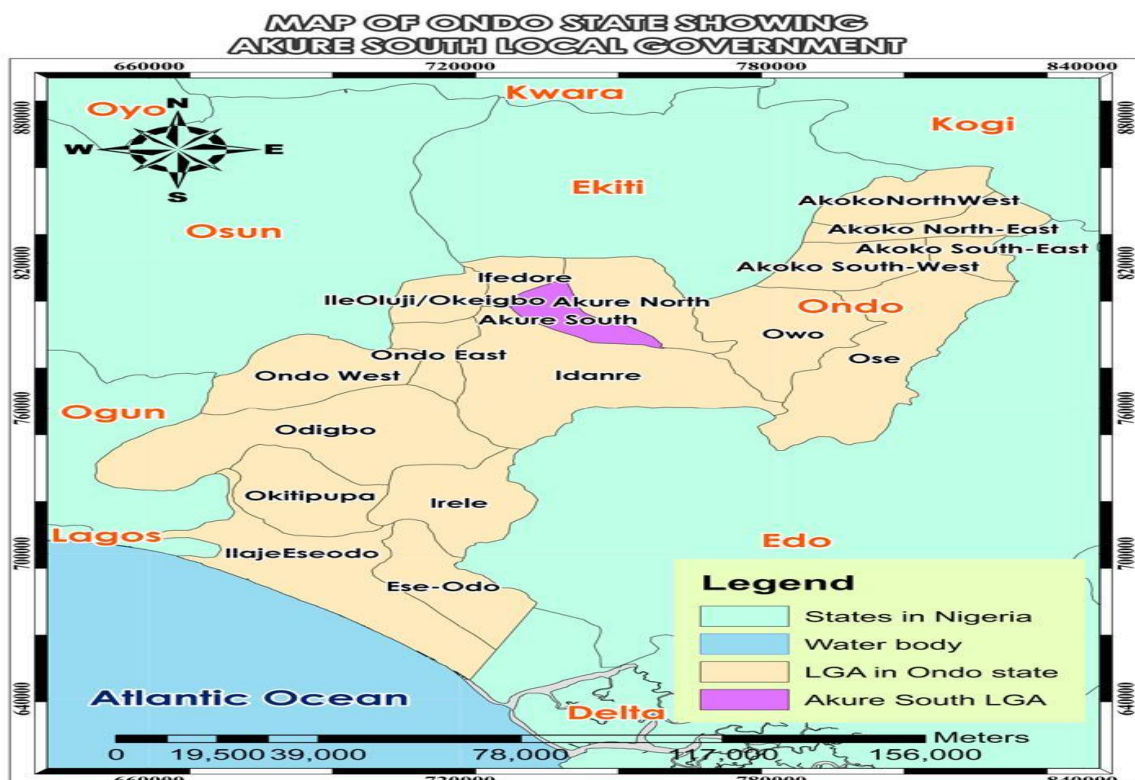 MAP OF ONDO STATE SHOWING
AKURE SOUTH LOCAL GOVERNMENT
660000 720000 780000 840000
880000
820000
760000
700000
640000
880000
820000
760000
700000
640000
Oyo
N
W E
S
Kwara
Kogi
Ekiti
Osun
AkokoNorthWest
Akoko North-East
Akoko South-East
Akoko South-West
Ifedore
IleOluji/Okeigbo
Akure North
Akure South
Ondo
Owo
Ose
Ondo East
Ondo West
Idanre
Ogun
Odigbo
Okitipupa
Irele
Lagos
IlajeEseodo
Ese-Odo
Edo
Legend
States in Nigeria
Water body
LGA in Ondo state
Akure South LGA
Atlantic Ocean
Delta
Meters
0 19,500 39,000 78,000 117,000 156,000
660000 720000 780000 840000